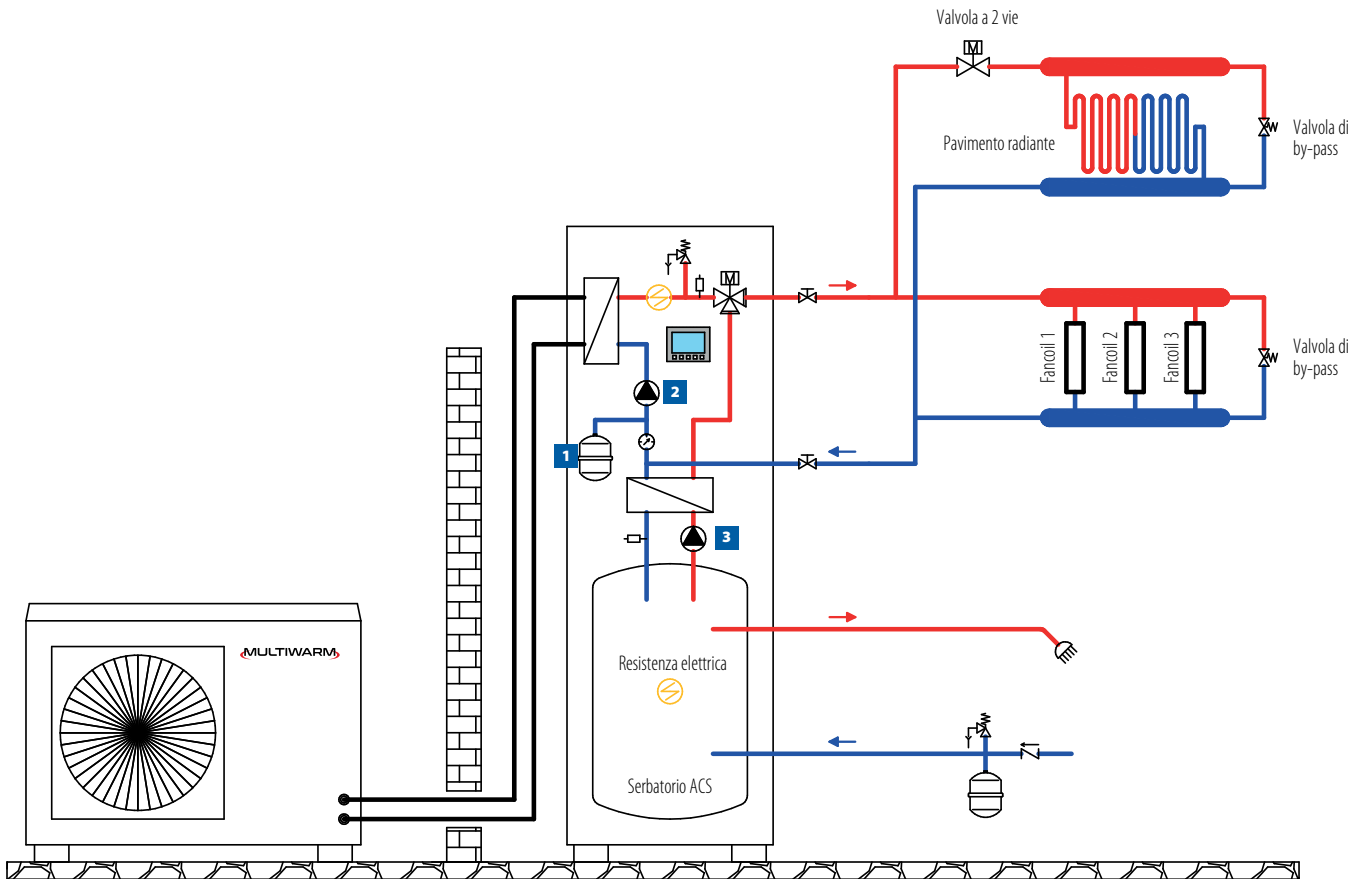 Valvola a 2 vie
Pavimento radiante
Valvola di
by-pass
M
M
Fancoil 1
Fancoil 2
Fancoil 3
Valvola di
by-pass
2
1
3
MULTIWARM
Resistenza elettrica
Serbatorio ACS